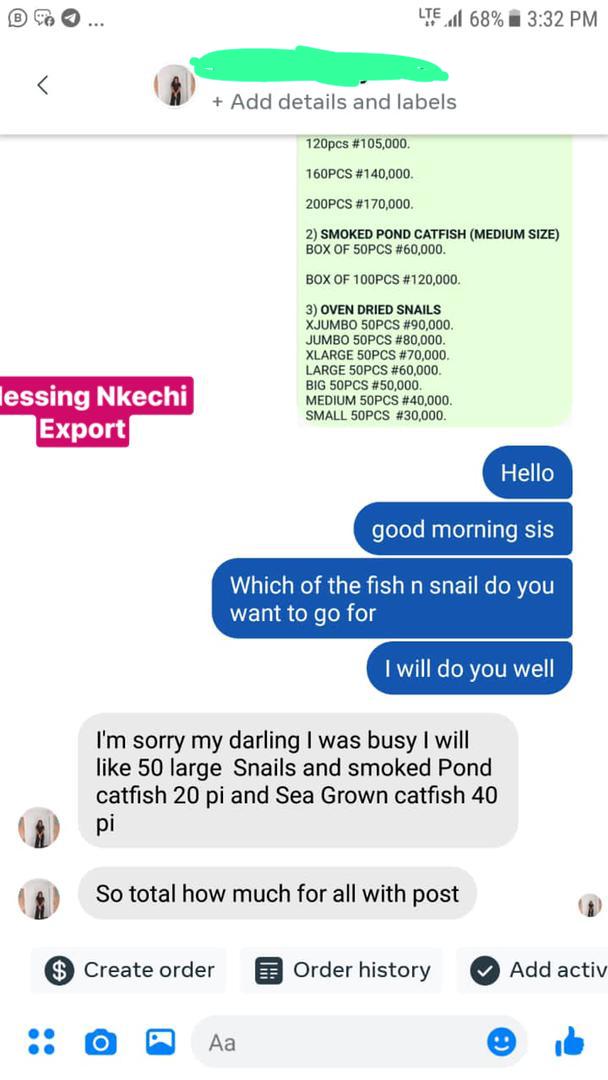 LTE 68% 3:32 PM
+ Add details and labels
120pcs #105,000.
160PCS #140,000.
200PCS #170,000.
2) SMOKED POND CATFISH (MEDIUM SIZE)
BOX OF 50PCS #60,000.
BOX OF 100PCS #120,000.
3) OVEN DRIED SNAILS
XJUMBO 50PCS #90,000.
JUMBO 50PCS #80,000.
XLARGE 50PCS #70,000.
LARGE 50PCS #60,000.
BIG 50PCS #50,000.
MEDIUM 50PCS #40,000.
SMALL 50PCS #30,000.
lessing Nkechi
Export
Hello
good morning sis
Which of the fish n snail do you
want to go for
I will do you well
I'm sorry my darling I was busy I will
like 50 large Snails and smoked Pond
catfish 20 pi and Sea Grown catfish 40
pi
So total how much for all with post
Create order
Order history
Add activ
Aa